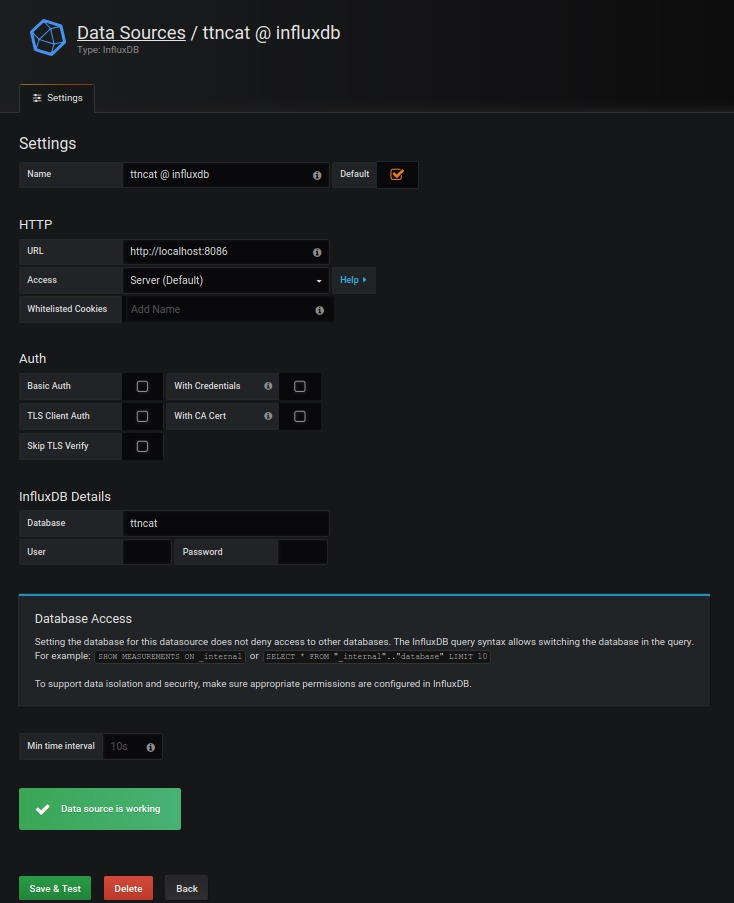 Data Sources / ttncat @ influxdb
Type: InfluxDB
Settings
Settings
Name ttncat @ influxdb Default
HTTP
URL http://localhost:8086
Access Server (Default) Help
Whitelisted Cookies Add Name
Auth
Basic Auth With Credentials
TLS Client Auth With CA Cert
Skip TLS Verify
InfluxDB Details
Database ttncat
User Password
Database Access
Setting the database for this datasource does not deny access to other databases. The InfluxDB query syntax allows switching the database in the query.
For example: SHOW MEASUREMENTS ON _internal or SELECT * FROM "_internal".."database" LIMIT 10
To support data isolation and security, make sure appropriate permissions are configured in InfluxDB.
Min time interval 10s
Data source is working
Save & Test Delete Back